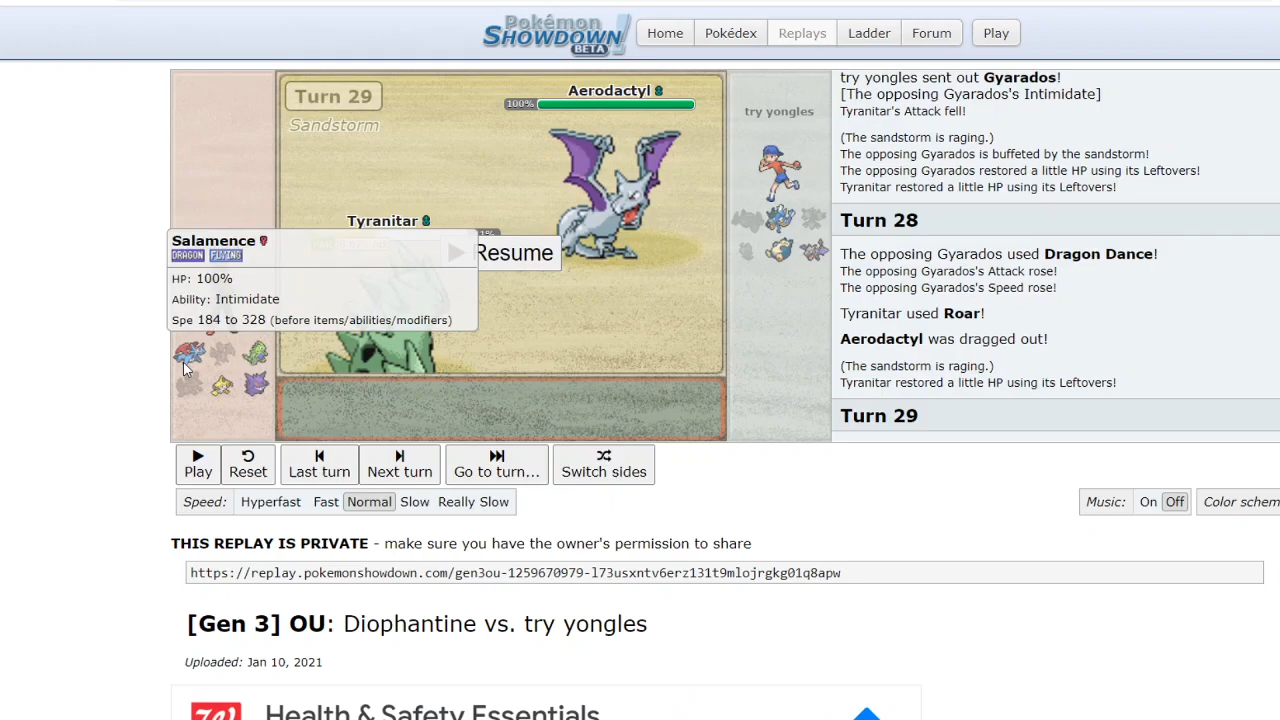 Pokémon
SHOWDOWN!
BETA
Home
Pokédex
Replays
Ladder
Forum
Play
Turn 29
Sandstorm
Aerodactyl
100%
try yongles
Tyranitar
1%
Resume
Salamence
DRAGON FLYING
HP: 100%
Ability: Intimidate
Spe 184 to 328 (before items/abilities/modifiers)
try yongles sent out Gyarados!
[The opposing Gyarados's Intimidate]
Tyranitar's Attack fell!
(The sandstorm is raging.)
The opposing Gyarados is buffeted by the sandstorm!
The opposing Gyarados restored a little HP using its Leftovers!
Tyranitar restored a little HP using its Leftovers!
Turn 28
The opposing Gyarados used Dragon Dance!
The opposing Gyarados's Attack rose!
The opposing Gyarados's Speed rose!
Tyranitar used Roar!
Aerodactyl was dragged out!
(The sandstorm is raging.)
Tyranitar restored a little HP using its Leftovers!
Turn 29
Play
Reset
Last turn
Next turn
Go to turn...
Switch sides
Speed: Hyperfast Fast Normal Slow Really Slow
Music: On Off
Color schem
THIS REPLAY IS PRIVATE - make sure you have the owner's permission to share
https://replay.pokemonshowdown.com/gen3ou-1259670979-l73usxntv6erz131t9mlojrgkg01q8apw
[Gen 3] OU: Diophantine vs. try yongles
Uploaded: Jan 10, 2021
Health & Safety Essentials